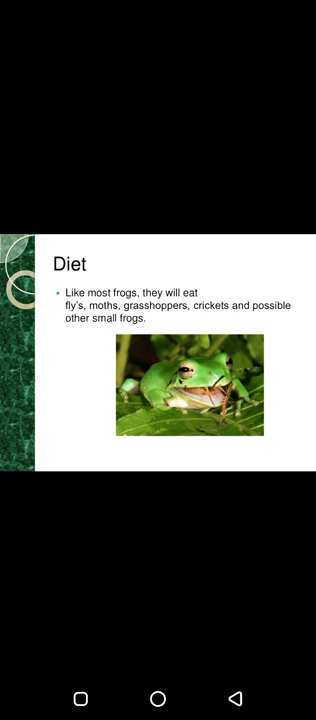 Diet
Like most frogs, they will eat
fly's, moths, grasshoppers, crickets and possible
other small frogs.